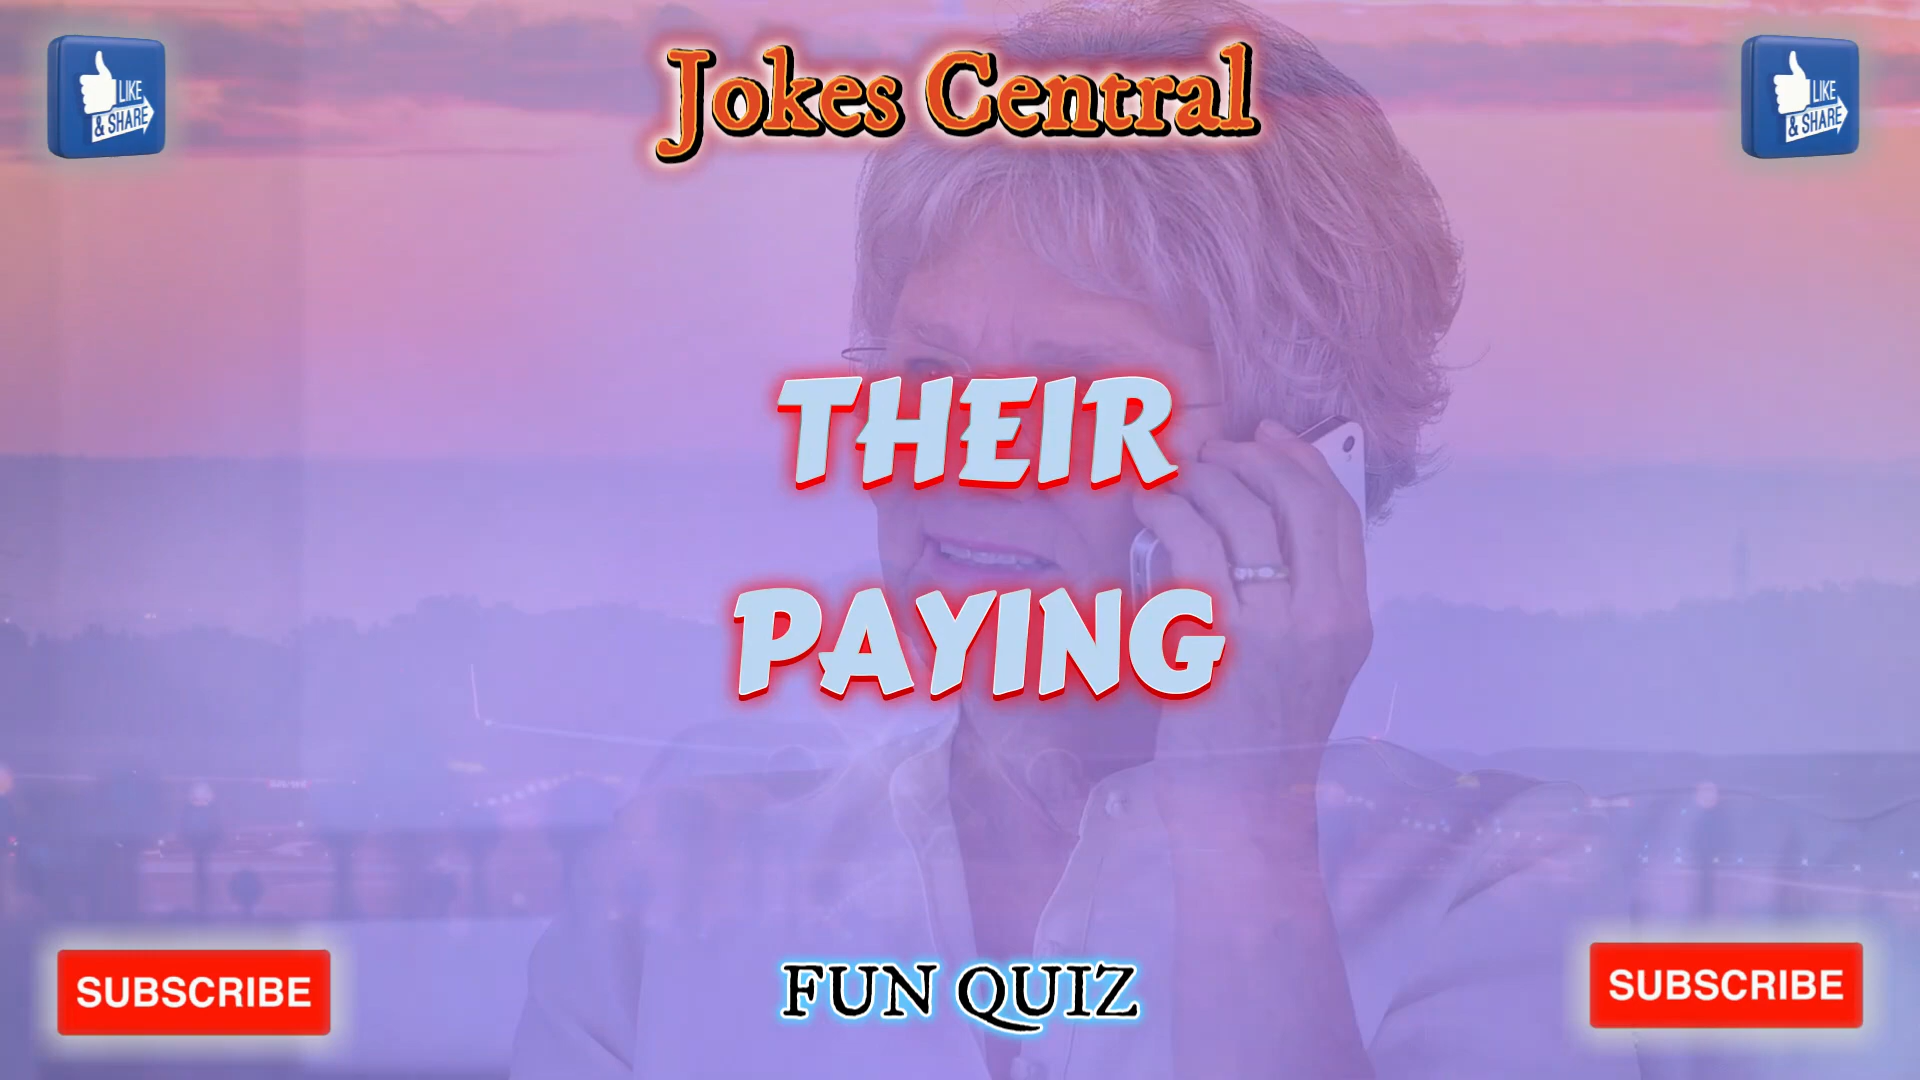 Jokes Central
LIKE
& SHARE
LIKE
& SHARE
THEIR
PAYING
SUBSCRIBE
FUN QUIZ
SUBSCRIBE